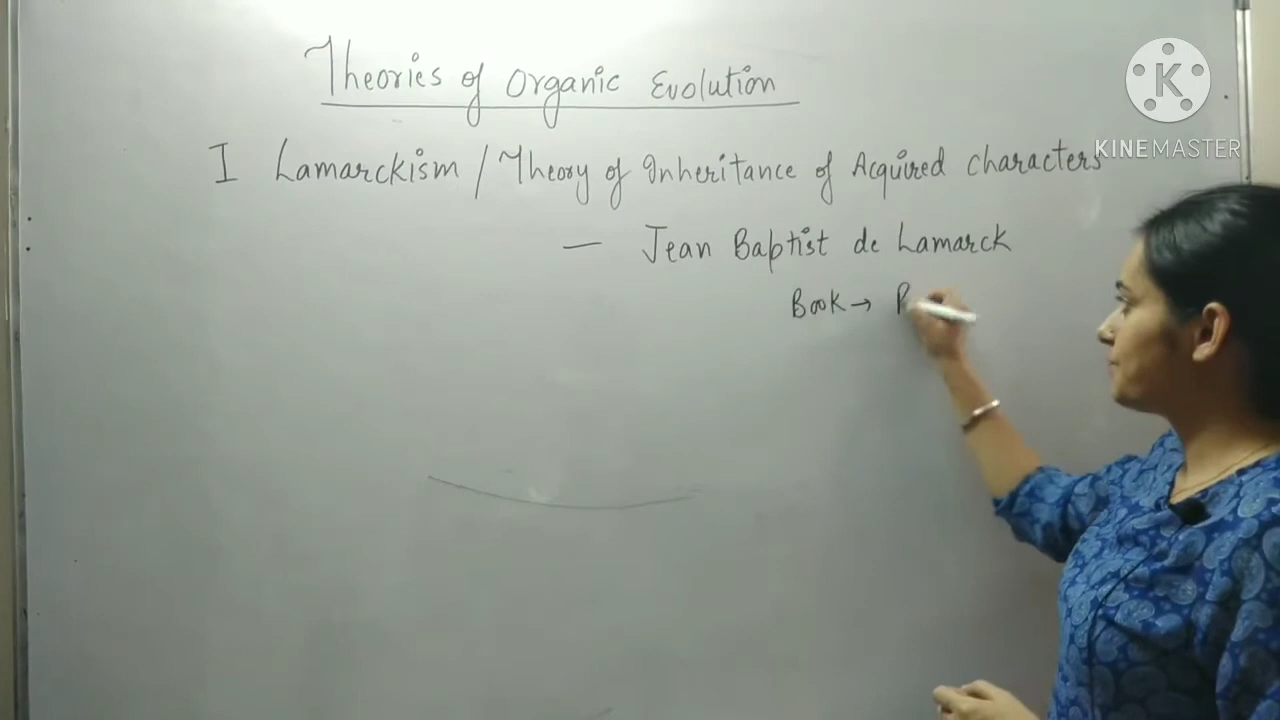 Theories of Organic Evolution
I Lamarckism / Theory of Inheritance of Acquired Characters
— Jean Baptist de Lamarck
Book → P
K
KINEMASTER